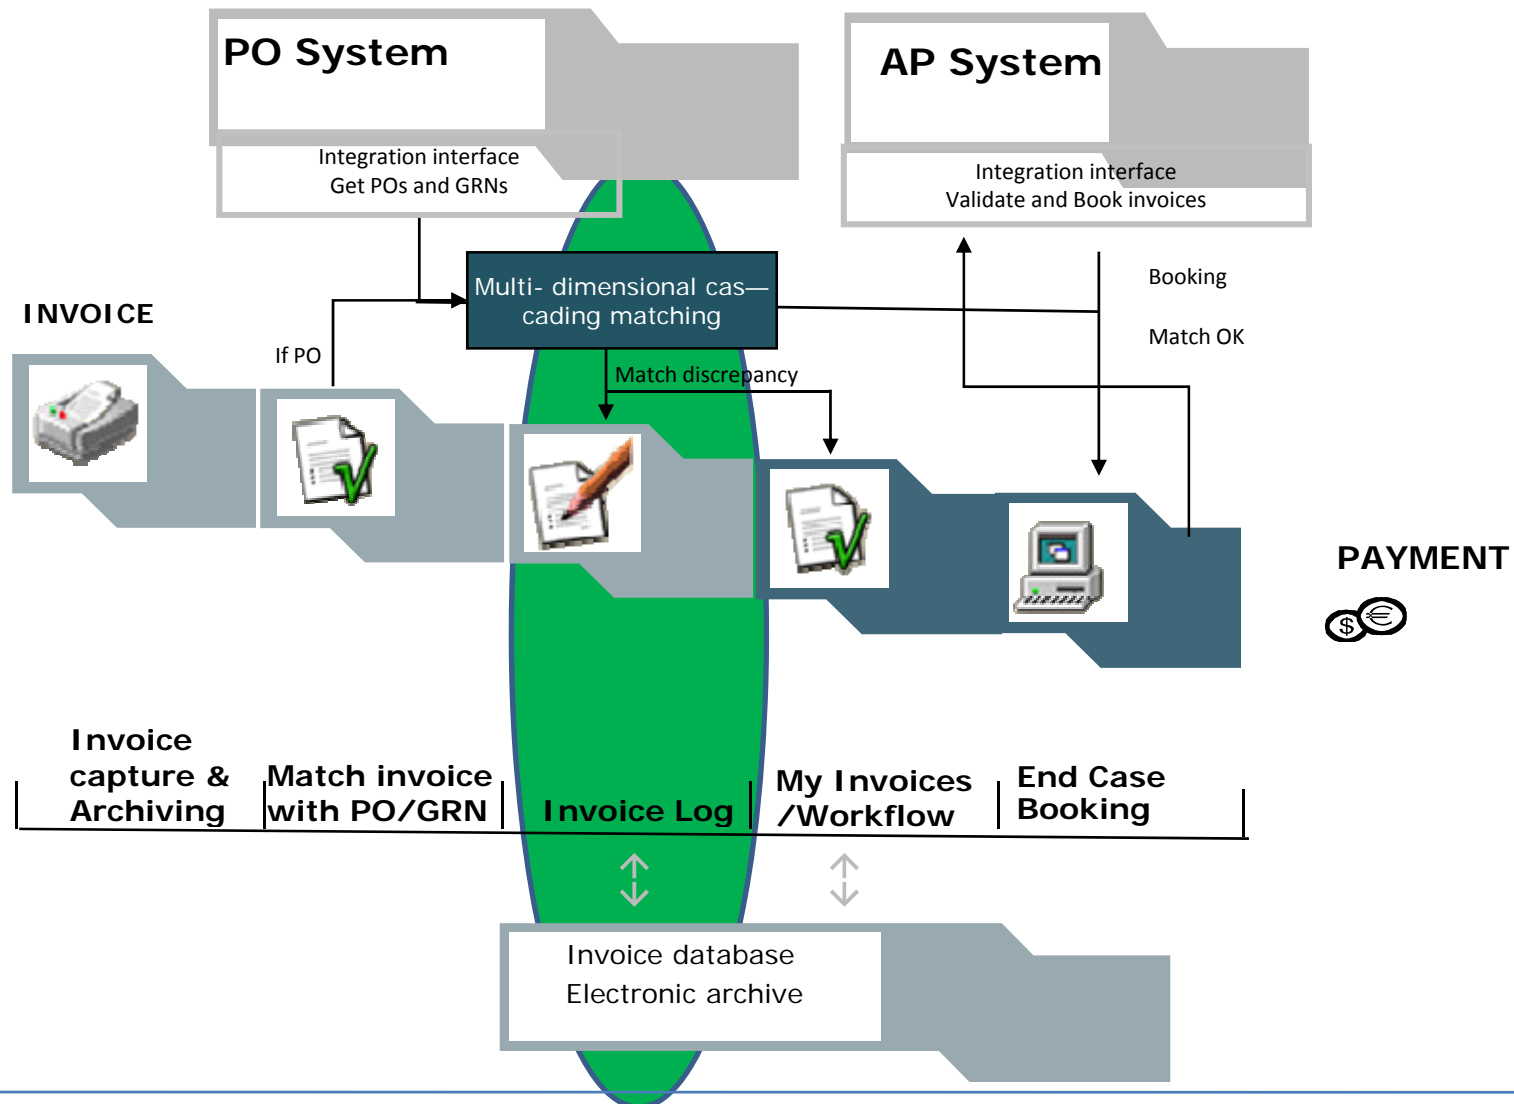 PO System
AP System
Integration interface
Get POs and GRNs
Integration interface
Validate and Book invoices
Multi- dimensional cas—
cading matching
Booking
INVOICE
If PO
Match OK
Match discrepancy
PAYMENT
$ €
Invoice
capture &
Archiving
Match invoice
with PO/GRN
Invoice Log
My Invoices
/Workflow
End Case
Booking
Invoice database
Electronic archive